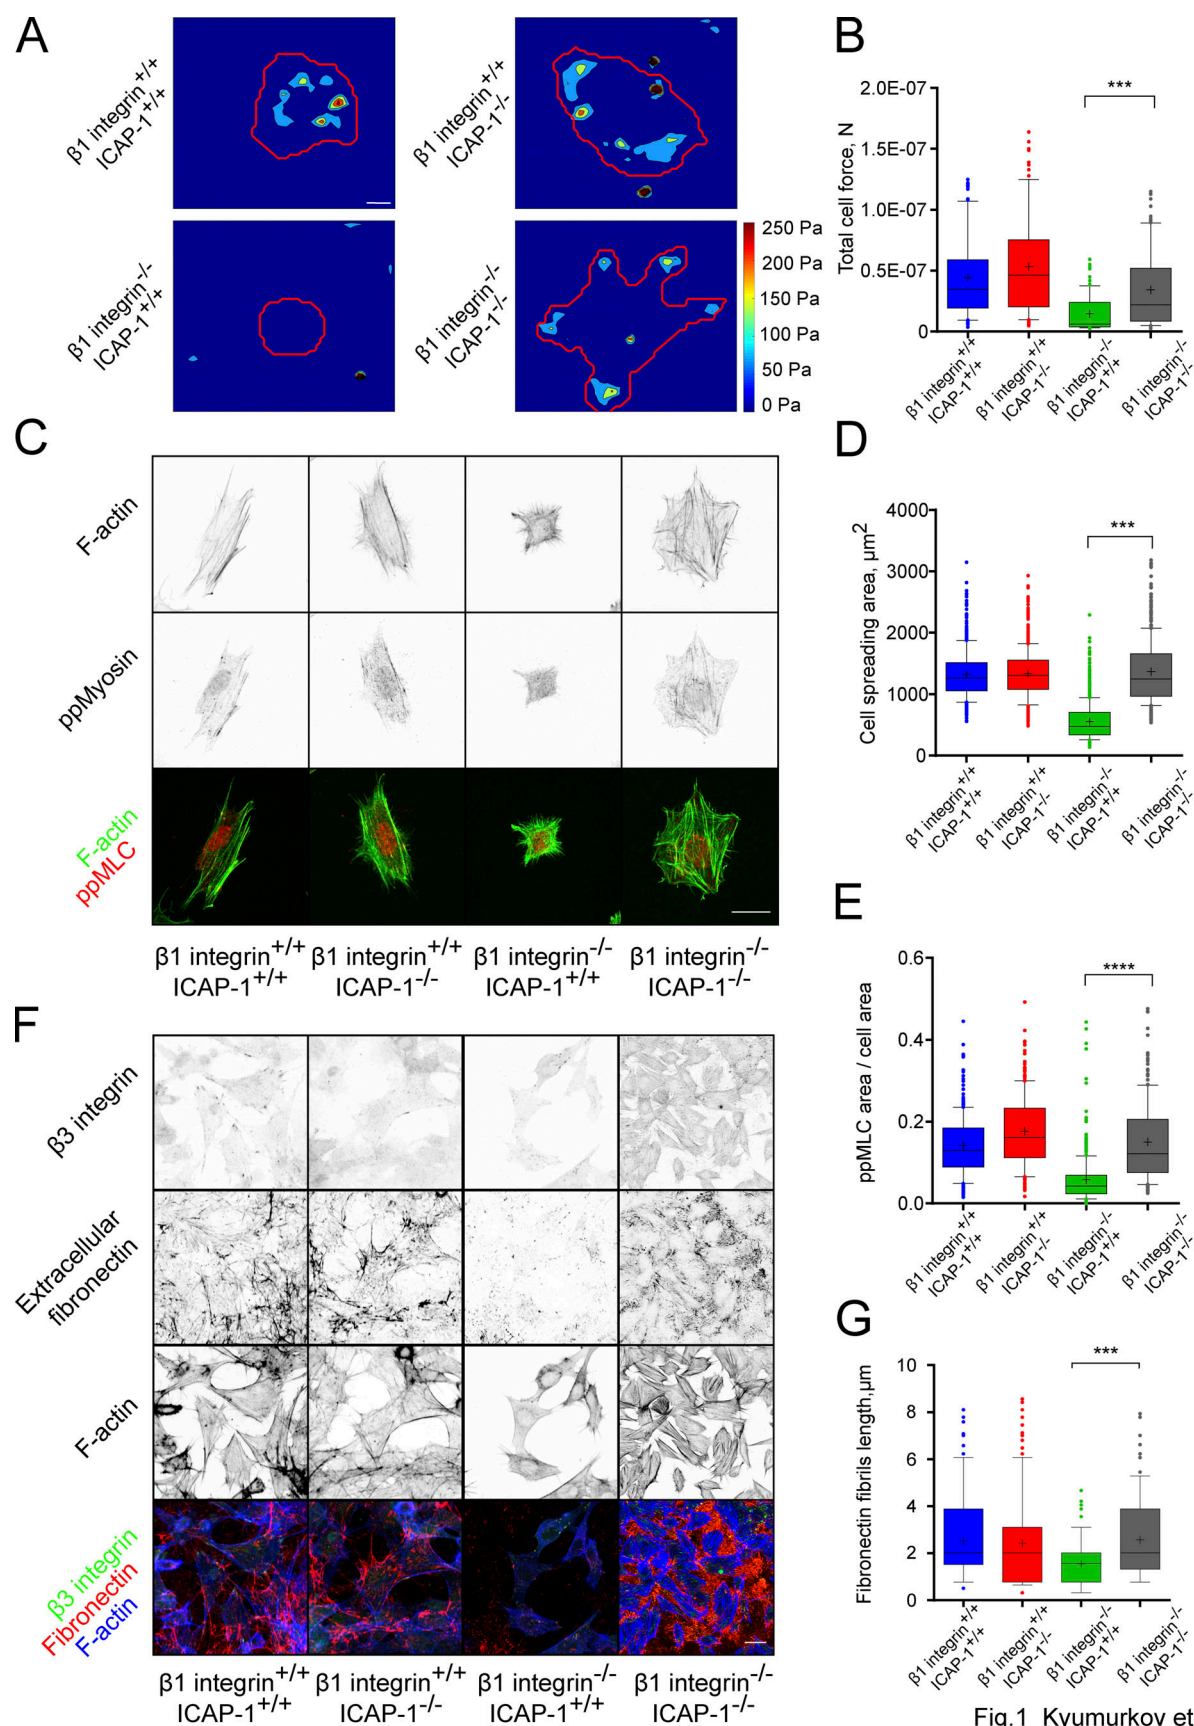 A
β1 integrin+/+
ICAP-1+/+
β1 integrin+/+
ICAP-1-/-
β1 integrin-/-
ICAP-1+/+
β1 integrin-/-
ICAP-1-/-
250 Pa
200 Pa
150 Pa
100 Pa
50 Pa
0 Pa
B
Total cell force, N
2.0E-07
1.5E-07
1.0E-07
0.5E-07
0
***
β1 integrin+/+
ICAP-1+/+
β1 integrin+/+
ICAP-1-/-
β1 integrin-/-
ICAP-1+/+
β1 integrin-/-
ICAP-1-/-
C
F-actin
ppMyosin
F-actin
ppMLC
β1 integrin+/+
ICAP-1+/+
β1 integrin+/+
ICAP-1-/-
β1 integrin-/-
ICAP-1+/+
β1 integrin-/-
ICAP-1-/-
D
Cell spreading area, µm2
4000
3000
2000
1000
0
***
β1 integrin+/+
ICAP-1+/+
β1 integrin+/+
ICAP-1-/-
β1 integrin-/-
ICAP-1+/+
β1 integrin-/-
ICAP-1-/-
E
ppMLC area / cell area
0.6
0.4
0.2
0.0
****
β1 integrin+/+
ICAP-1+/+
β1 integrin+/+
ICAP-1-/-
β1 integrin-/-
ICAP-1+/+
β1 integrin-/-
ICAP-1-/-
F
β3 integrin
Extracellular
fibronectin
F-actin
β3 integrin
Fibronectin
F-actin
β1 integrin+/+
ICAP-1+/+
β1 integrin+/+
ICAP-1-/-
β1 integrin-/-
ICAP-1+/+
β1 integrin-/-
ICAP-1-/-
G
Fibronectin fibrils length,µm
10
8
6
4
2
0
***
β1 integrin+/+
ICAP-1+/+
β1 integrin+/+
ICAP-1-/-
β1 integrin-/-
ICAP-1+/+
β1 integrin-/-
ICAP-1-/-
Fig.1 Kyumurkov et